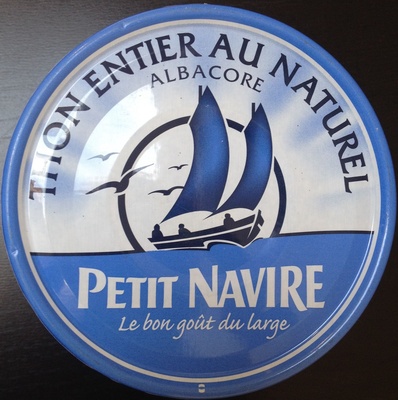 THON ENTIER AU NATUREL
ALBACORE
PETIT NAVIRE
Le bon goût du large